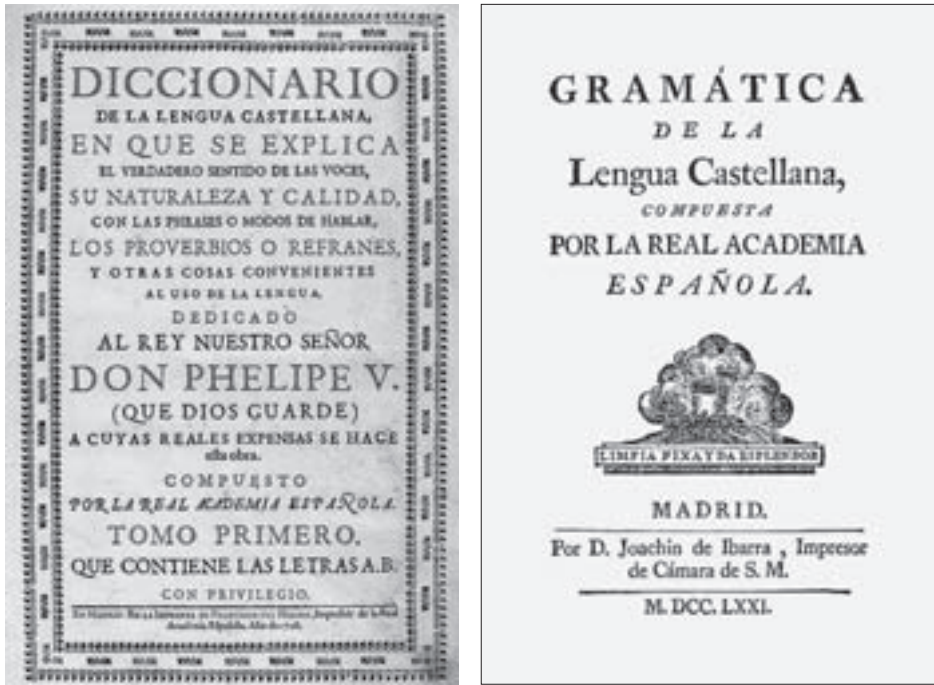 DICCIONARIO
DE LA LENGUA CASTELLANA,
EN QUE SE EXPLICA
EL VERDADERO SENTIDO DE LAS VOCES,
SU NATURALEZA Y CALIDAD,
CON LAS PHRASES O MODOS DE HABLAR,
LOS PROVERBIOS O REFRANES,
Y OTRAS COSAS CONVENIENTES
AL USO DE LA LENGUA.
DEDICADO
AL REY NUESTRO SEÑOR
DON PHELIPE V.
(QUE DIOS GUARDE)
A CUYAS REALES EXPENSAS SE HACE
esta obra.
COMPUESTO
POR LA REAL ACADEMIA ESPAÑOLA.
TOMO PRIMERO.
QUE CONTIENE LAS LETRAS A.B.
CON PRIVILEGIO.
GRAMÁTICA
DE LA
Lengua Castellana,
COMPUESTA
POR LA REAL ACADEMIA
ESPAÑOLA.
LIMPIA FIXA Y DA ESPLENDOR
MADRID.
Por D. Joachin de Ibarra , Impresor
de Cámara de S. M.
M. DCC. LXXI.